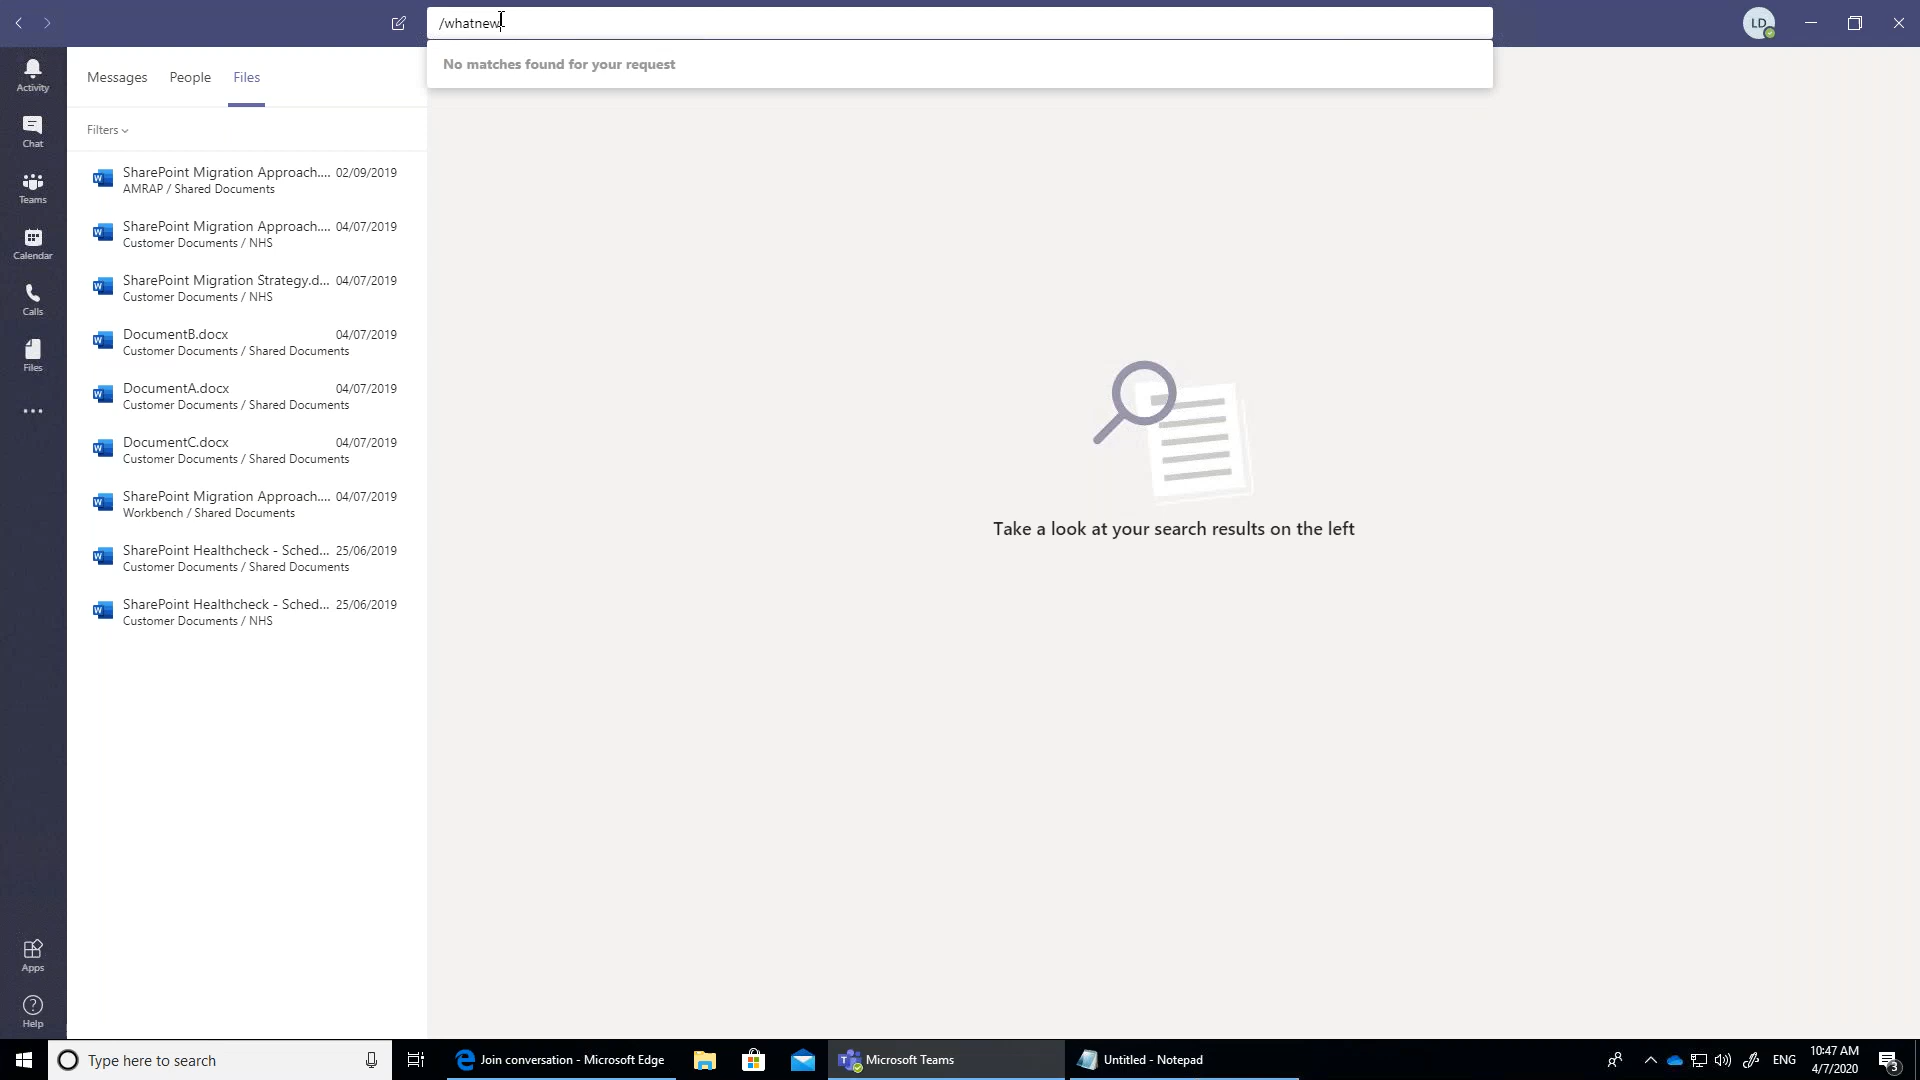 /whatnew
LD
No matches found for your request
Activity
Chat
Teams
Calendar
Calls
Files
Apps
Help
Messages People Files
Filters
SharePoint Migration Approach.... 02/09/2019
AMRAP / Shared Documents
SharePoint Migration Approach.... 04/07/2019
Customer Documents / NHS
SharePoint Migration Strategy.d... 04/07/2019
Customer Documents / NHS
DocumentB.docx 04/07/2019
Customer Documents / Shared Documents
DocumentA.docx 04/07/2019
Customer Documents / Shared Documents
DocumentC.docx 04/07/2019
Customer Documents / Shared Documents
SharePoint Migration Approach.... 04/07/2019
Workbench / Shared Documents
SharePoint Healthcheck - Sched... 25/06/2019
Customer Documents / Shared Documents
SharePoint Healthcheck - Sched... 25/06/2019
Customer Documents / NHS
Take a look at your search results on the left
Type here to search
Join conversation - Microsoft Edge
Microsoft Teams
Untitled - Notepad
ENG
10:47 AM
4/7/2020
3